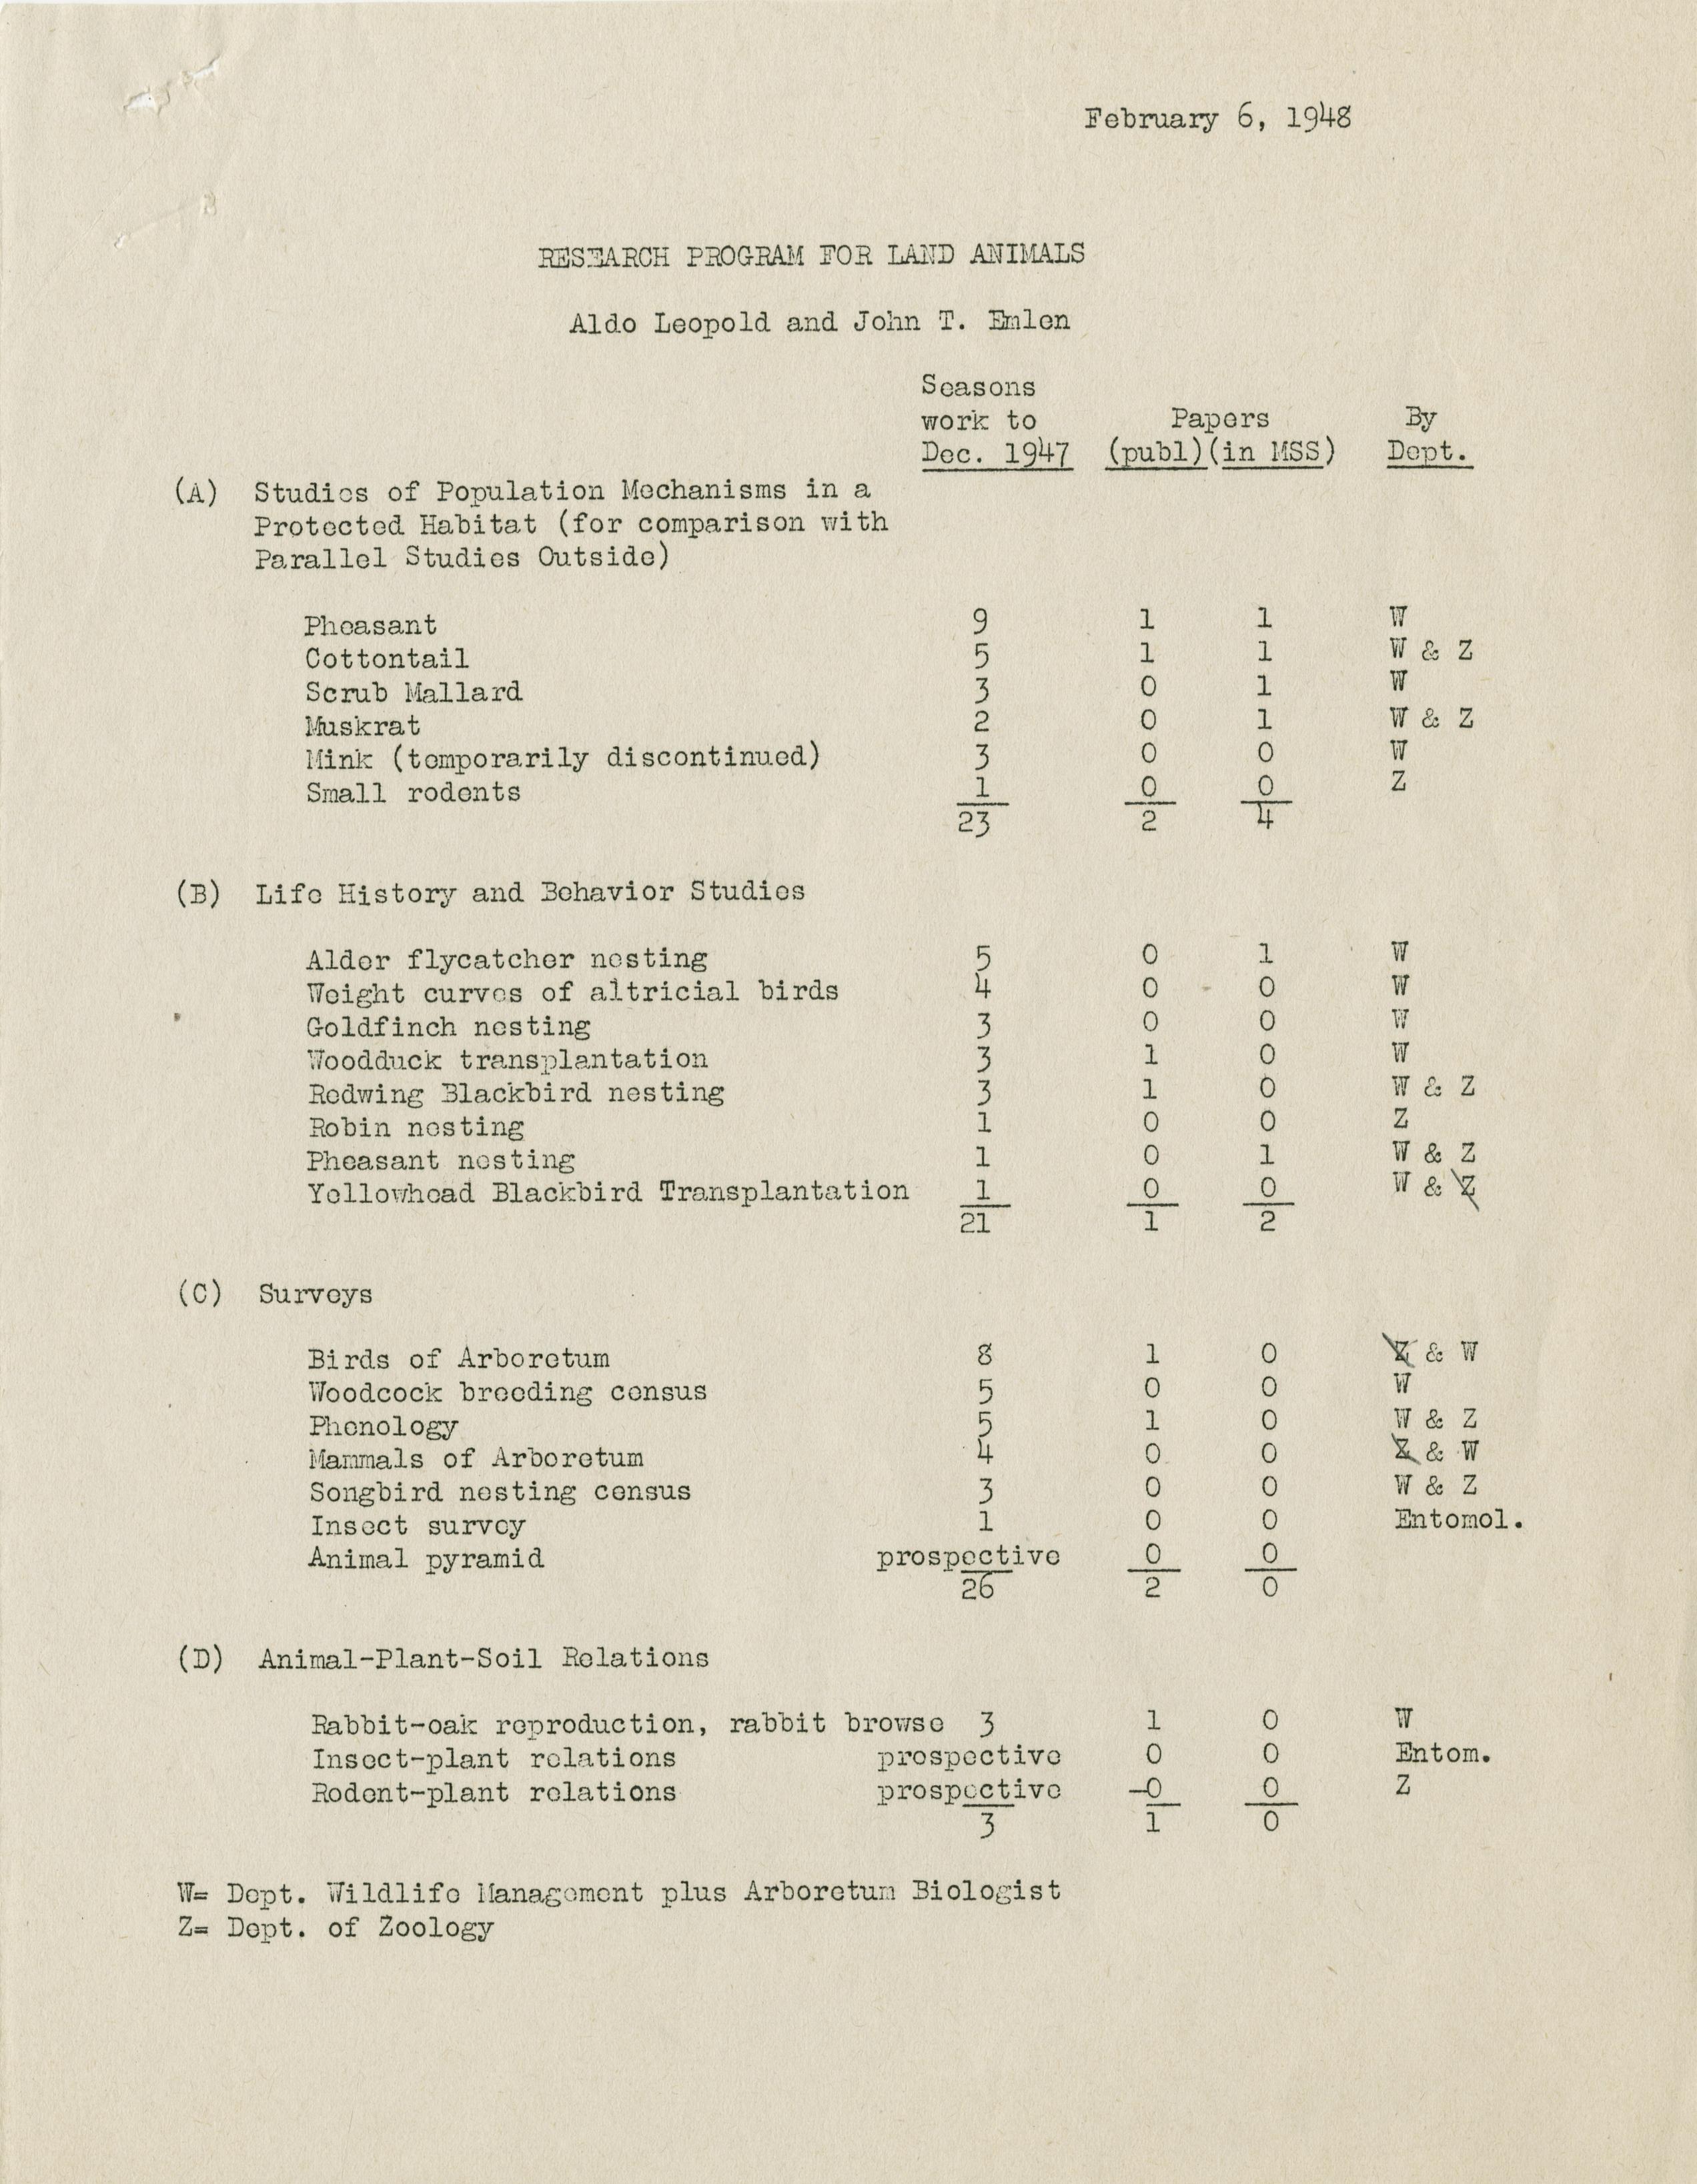 February 6, 1948
RESEARCH PROGRAM FOR LAND ANIMALS
Aldo Leopold and John T. Emlen
Seasons
work to Papers By
Dec. 1947 (publ) (in MSS) Dept.
(A) Studies of Population Mechanisms in a
Protected Habitat (for comparison with
Parallel Studies Outside)
Pheasant 9 1 1 W
Cottontail 5 1 1 W & Z
Scrub Mallard 3 0 1 W
Muskrat 2 0 1 W & Z
Mink (temporarily discontinued) 3 0 0 W
Small rodents 1 0 0 Z
23 2 4
(B) Life History and Behavior Studies
Alder flycatcher nesting 5 0 1 W
Weight curves of altricial birds 4 0 0 W
Goldfinch nesting 3 0 0 W
Woodduck transplantation 3 1 0 W
Redwing Blackbird nesting 3 1 0 W & Z
Robin nesting 1 0 0 Z
Pheasant nesting 1 0 1 W & Z
Yellowhead Blackbird Transplantation 1 0 0 W & Z
21 1 2
(C) Surveys
Birds of Arboretum 8 1 0 Z & W
Woodcock breeding census 5 0 0 W
Phenology 5 1 0 W & Z
Mammals of Arboretum 4 0 0 Z & W
Songbird nesting census 3 0 0 W & Z
Insect survey 1 0 0 Entomol.
Animal pyramid prospective 0 0
26 2 0
(D) Animal-Plant-Soil Relations
Rabbit-oak reproduction, rabbit browse 3 1 0 W
Insect-plant relations prospective 0 0 Entom.
Rodent-plant relations prospective 0 0 Z
3 1 0
W= Dept. Wildlife Management plus Arboretum Biologist
Z= Dept. of Zoology